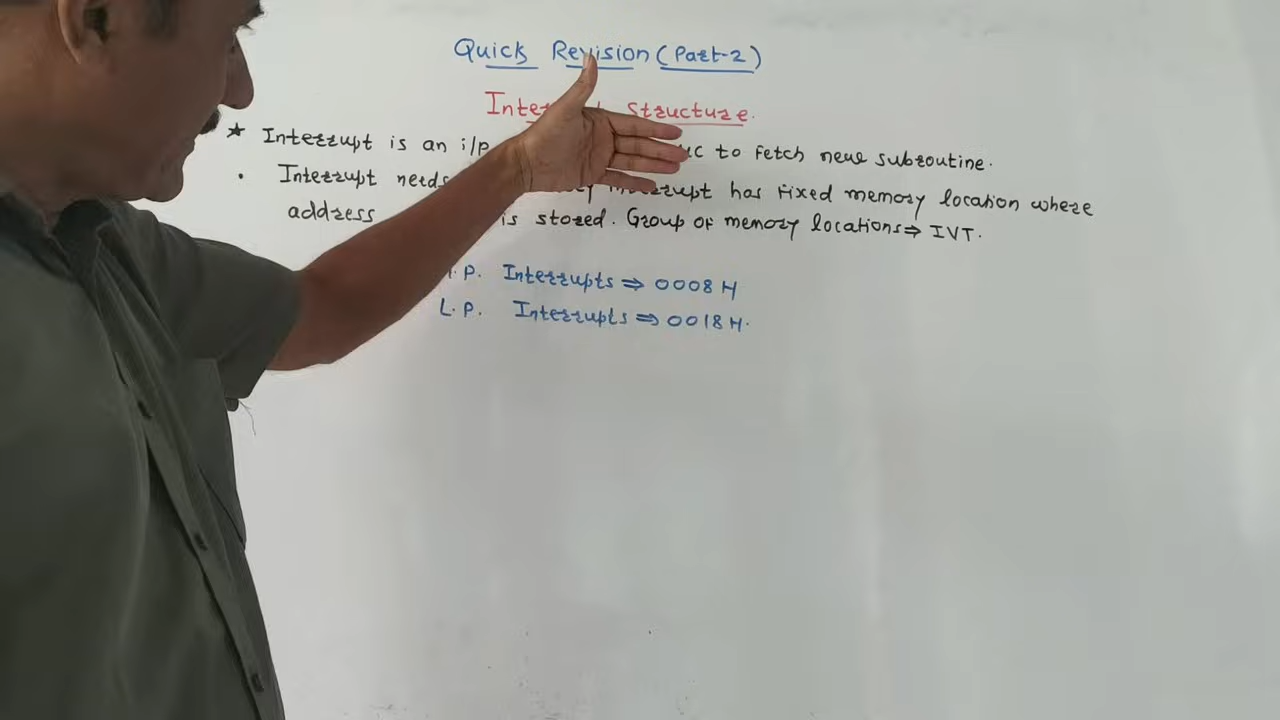 Quick Revision (Part-2)
Structure.
★ Interrupt is an i/p uc to fetch new subroutine.
• Interrupt needs interrupt has fixed memory location where
address is stored. Group of memory locations ⇒ IVT.
.P. Interrupts ⇒ 0008 H
L.P. Interrupts ⇒ 0018 H.